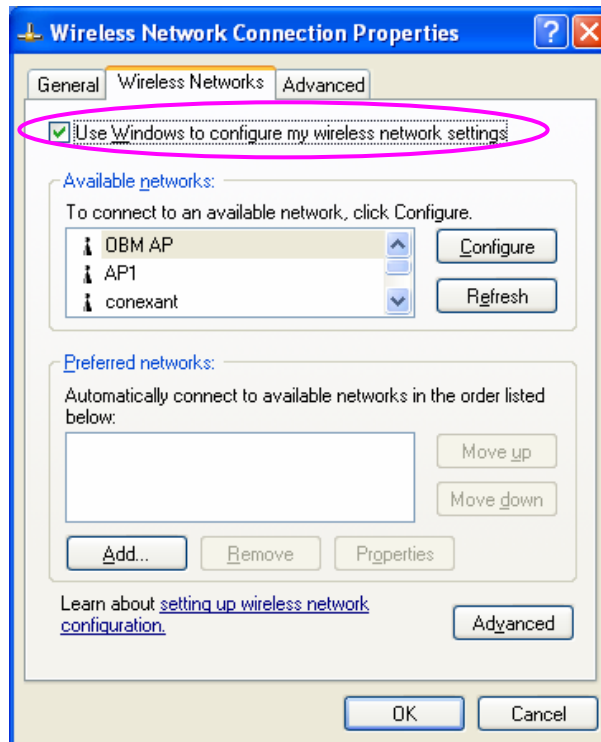 Wireless Network Connection Properties
General Wireless Networks Advanced
Use Windows to configure my wireless network settings
Available networks:
To connect to an available network, click Configure.
OBM AP
AP1
conexant
Configure
Refresh
Preferred networks:
Automatically connect to available networks in the order listed
below:
Move up
Move down
Add... Remove Properties
Learn about setting up wireless network
configuration.
Advanced
OK Cancel